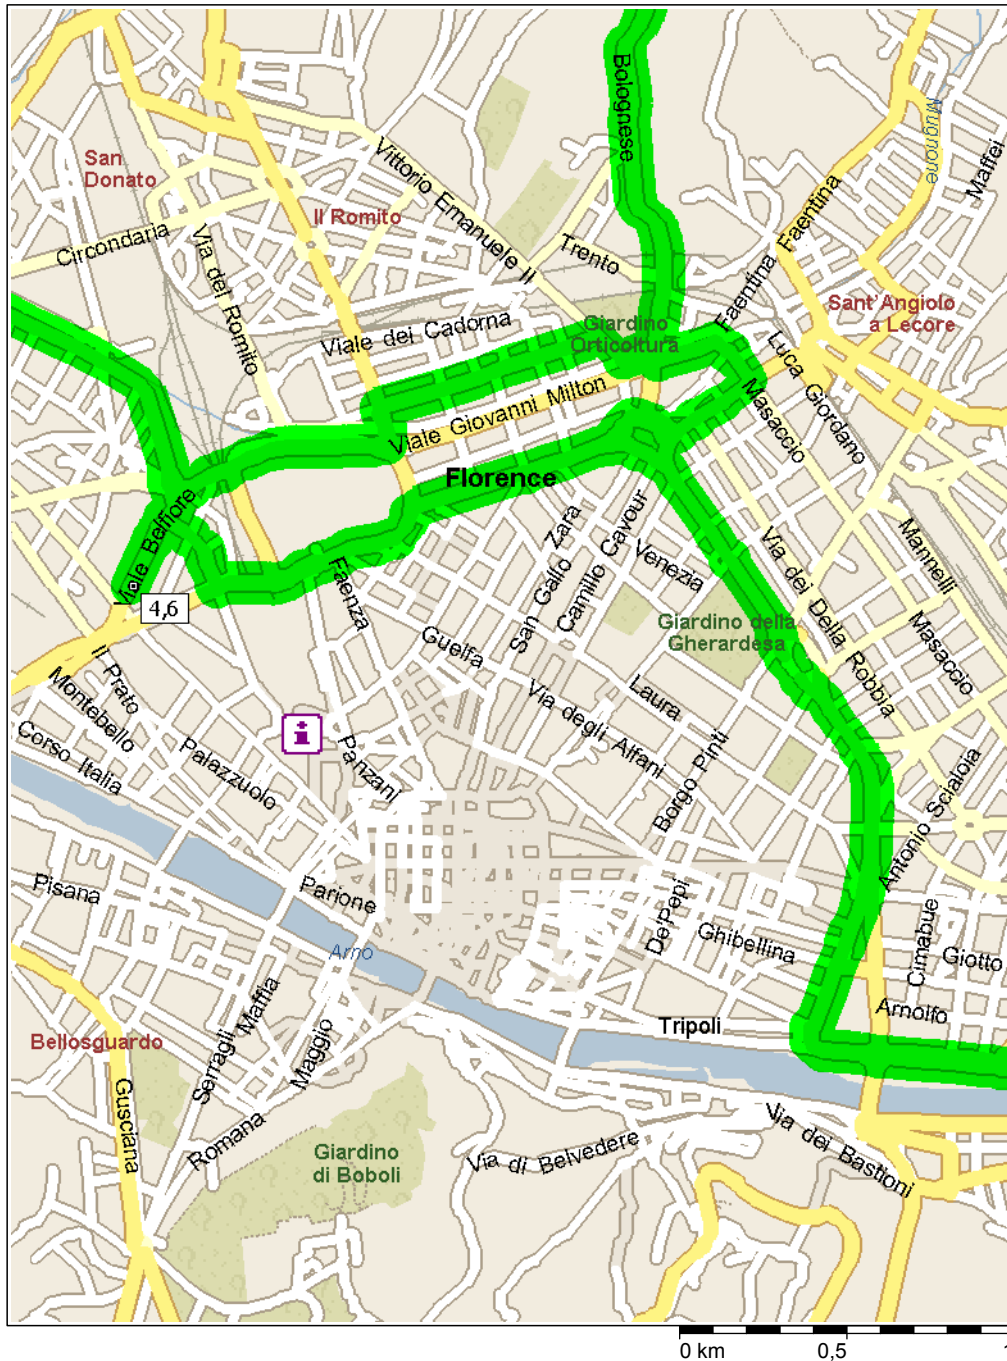 Bolognese
Mugnone
Maffei
San
Donato
Vittorio Emanuele II
Il Romito
Circondaria
Via del Romito
Trento
Faentina
Faentina
Sant'Angiolo
a Lecore
Viale dei Cadorna
Giardino
Orticoltura
Luca Giordano
Masaccio
Viale Giovanni Milton
Florence
Viale Belfiore
4,6
Zara
San Gallo
Camillo Cavour
Venezia
Via dei Della Robbia
Mannelli
Masaccio
Faenza
Guelfa
Giardino della
Gherardesa
Il Prato
Montebello
Corso Italia
Palazzuolo
Panzani
Laura
Via degli Alfani
Borgo Pinti
Antonio Scialoia
Pisana
Parione
Arno
De'Pepi
Ghibellina
Cimabue
Giotto
Arnolfo
Tripoli
Bellosguardo
Serragli
Maffia
Maggio
Gusciana
Romana
Giardino
di Boboli
Via di Belvedere
Via dei Bastioni
0 km 0,5 1